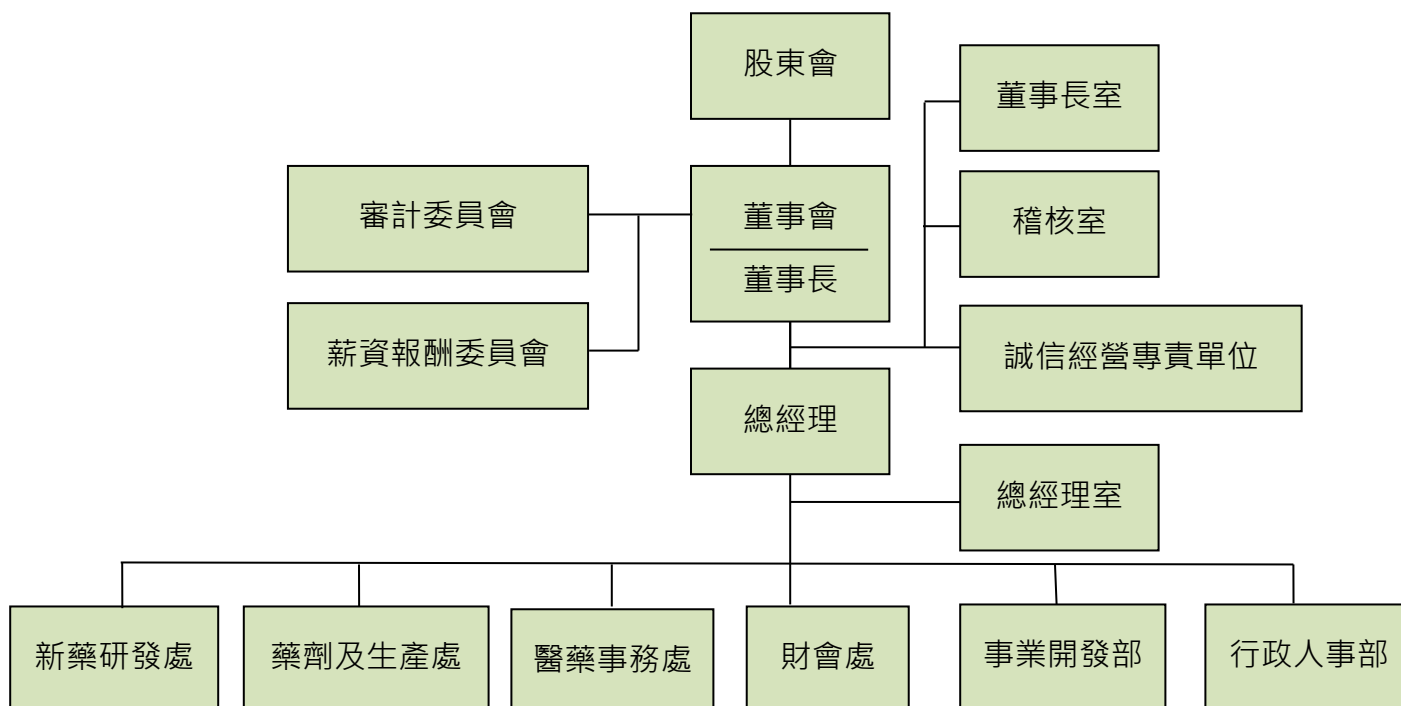 股東會
董事長室
審計委員會
董事會
董事長
稽核室
薪資報酬委員會
誠信經營專責單位
總經理
總經理室
新藥研發處
藥劑及生產處
醫藥事務處
財會處
事業開發部
行政人事部